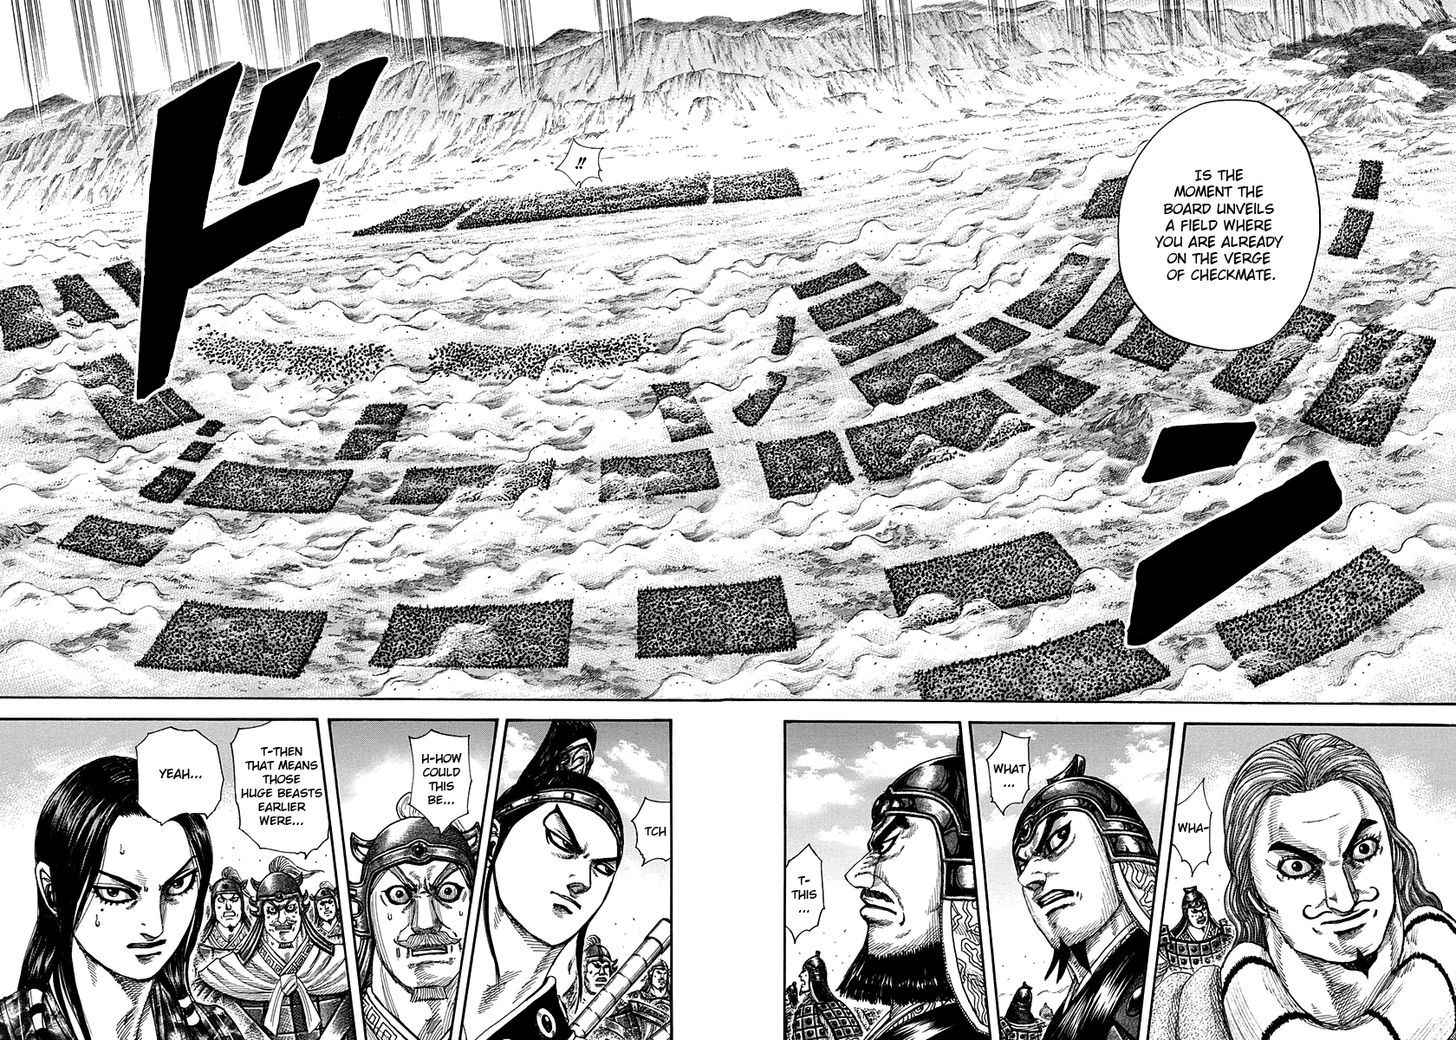 IS THE
MOMENT THE
BOARD UNVEILS
A FIELD WHERE
YOU ARE ALREADY
ON THE VERGE
OF CHECKMATE.
!!
ドドン
WHA-
WHAT
...
T-
THIS
...
TCH
H-HOW
COULD
THIS
BE...
T-THEN
THAT MEANS
THOSE
HUGE BEASTS
EARLIER
WERE...
YEAH...